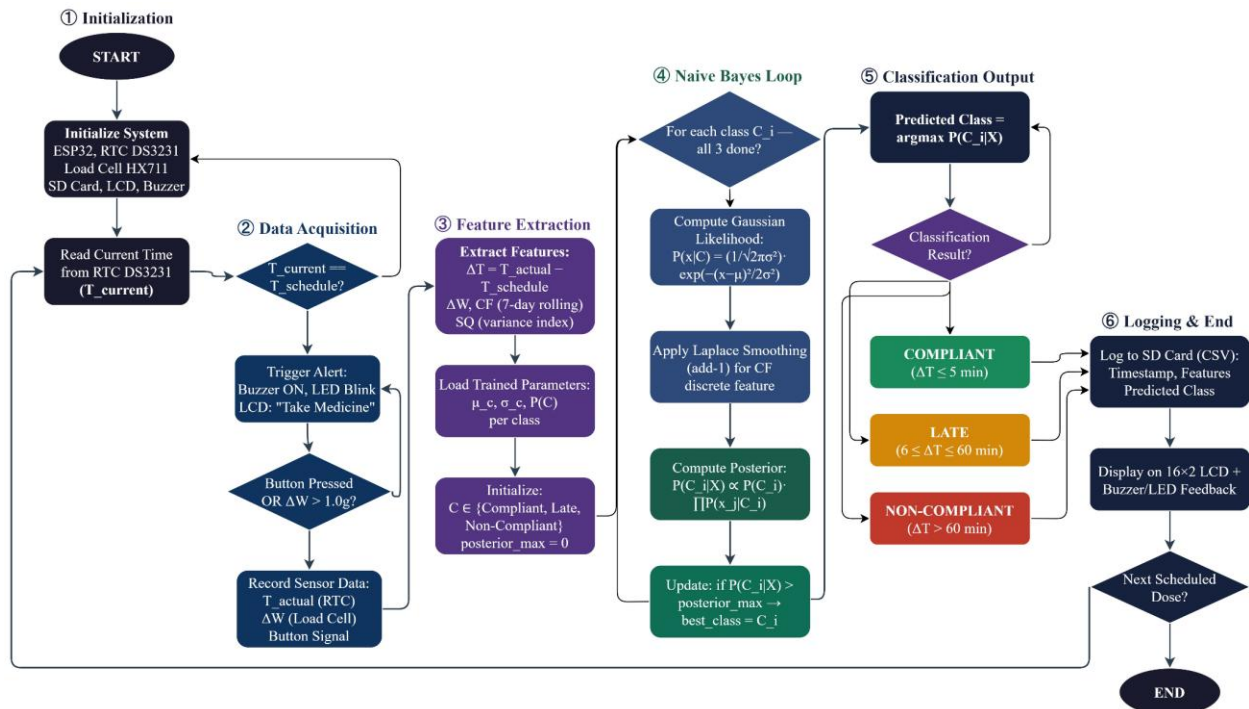 ① Initialization
START
Initialize System
ESP32, RTC DS3231
Load Cell HX711
SD Card, LCD, Buzzer
Read Current Time
from RTC DS3231
(T_current)
② Data Acquisition
T_current ==
T_schedule?
Trigger Alert:
Buzzer ON, LED Blink
LCD: "Take Medicine"
Button Pressed
OR ΔW > 1.0g?
Record Sensor Data:
T_actual (RTC)
ΔW (Load Cell)
Button Signal
③ Feature Extraction
Extract Features:
ΔT = T_actual −
T_schedule
ΔW, CF (7-day rolling)
SQ (variance index)
Load Trained Parameters:
μ_c, σ_c, P(C)
per class
Initialize:
C ∈ {Compliant, Late,
Non-Compliant}
posterior_max = 0
④ Naive Bayes Loop
For each class C_i —
all 3 done?
Compute Gaussian
Likelihood:
P(x|C) = (1/√2πσ²)·
exp(−(x−μ)²/2σ²)
Apply Laplace Smoothing
(add-1) for CF
discrete feature
Compute Posterior:
P(C_i|X) ∝ P(C_i)·
∏P(x_j|C_i)
Update: if P(C_i|X) >
posterior_max →
best_class = C_i
⑤ Classification Output
Predicted Class =
argmax P(C_i|X)
Classification
Result?
COMPLIANT
(ΔT ≤ 5 min)
LATE
(6 ≤ ΔT ≤ 60 min)
NON-COMPLIANT
(ΔT > 60 min)
⑥ Logging & End
Log to SD Card (CSV):
Timestamp, Features
Predicted Class
Display on 16×2 LCD +
Buzzer/LED Feedback
Next Scheduled
Dose?
END